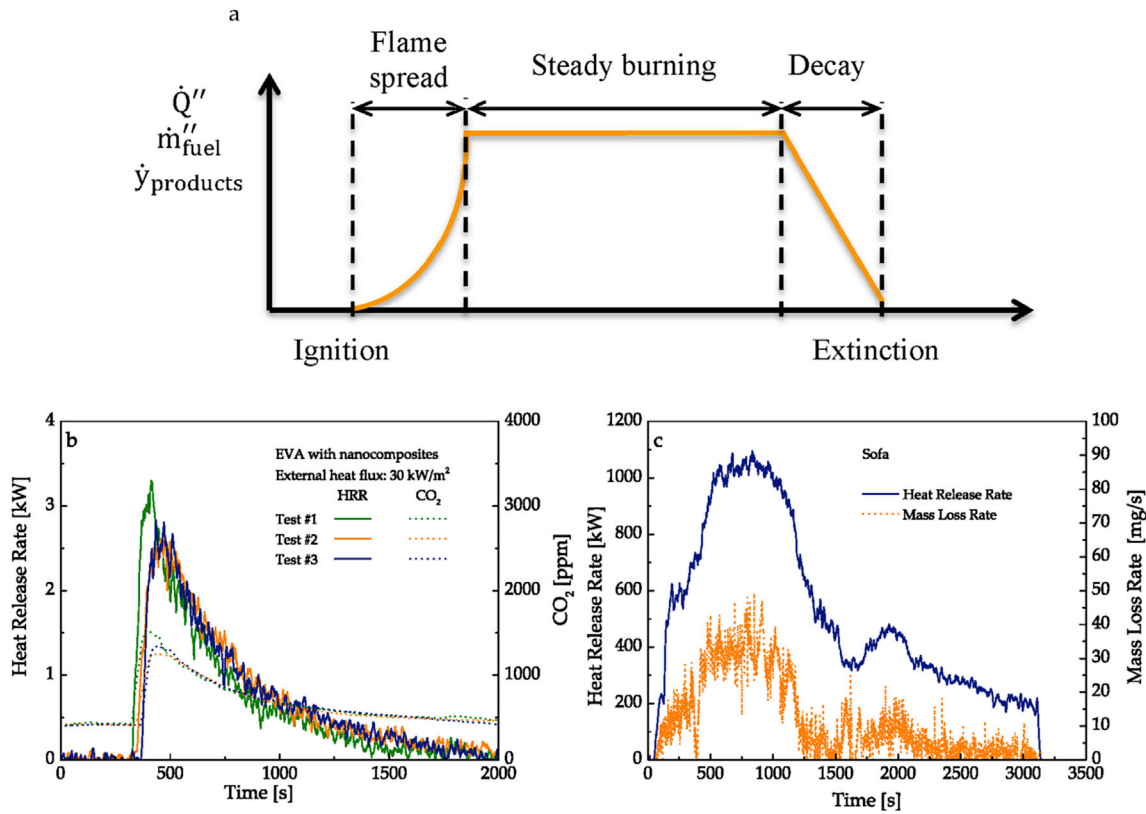 a
Flame
spread
Steady burning
Decay
Q̇″
ṁ″fuel
ẏproducts
Ignition
Extinction
b
4
3
2
1
0
Heat Release Rate [kW]
4000
3000
2000
1000
0
CO2 [ppm]
EVA with nanocomposites
External heat flux: 30 kW/m²
HRR CO2
Test #1
Test #2
Test #3
0 500 1000 1500 2000
Time [s]
c
1200
1000
800
600
400
200
0
Heat Release Rate [kW]
100
90
80
70
60
50
40
30
20
10
0
Mass Loss Rate [mg/s]
Sofa
Heat Release Rate
Mass Loss Rate
0 500 1000 1500 2000 2500 3000 3500
Time [s]